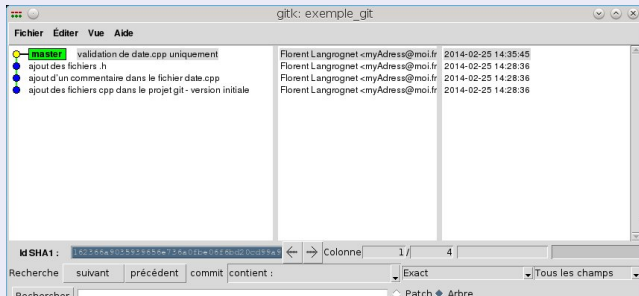 gitk: exemple_git
Fichier Éditer Vue Aide
master validation de date.cpp uniquement Florent Langrognet <myAdress@moi.fr 2014-02-25 14:35:45
ajout des fichiers .h Florent Langrognet <myAdress@moi.fr 2014-02-25 14:28:36
ajout d'un commentaire dans le fichier date.cpp Florent Langrognet <myAdress@moi.fr 2014-02-25 14:28:36
ajout des fichiers cpp dans le projet git - version initiale Florent Langrognet <myAdress@moi.fr 2014-02-25 14:28:36
Id SHA1 : Colonne 1/ 4
Recherche suivant précédent commit contient : Exact Tous les champs
Rechercher Patch Arbre